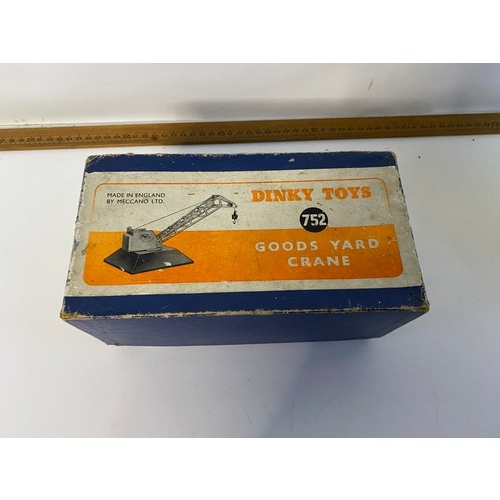 MADE IN ENGLAND
BY MECCANO LTD.
DINKY TOYS
752
GOODS YARD
CRANE